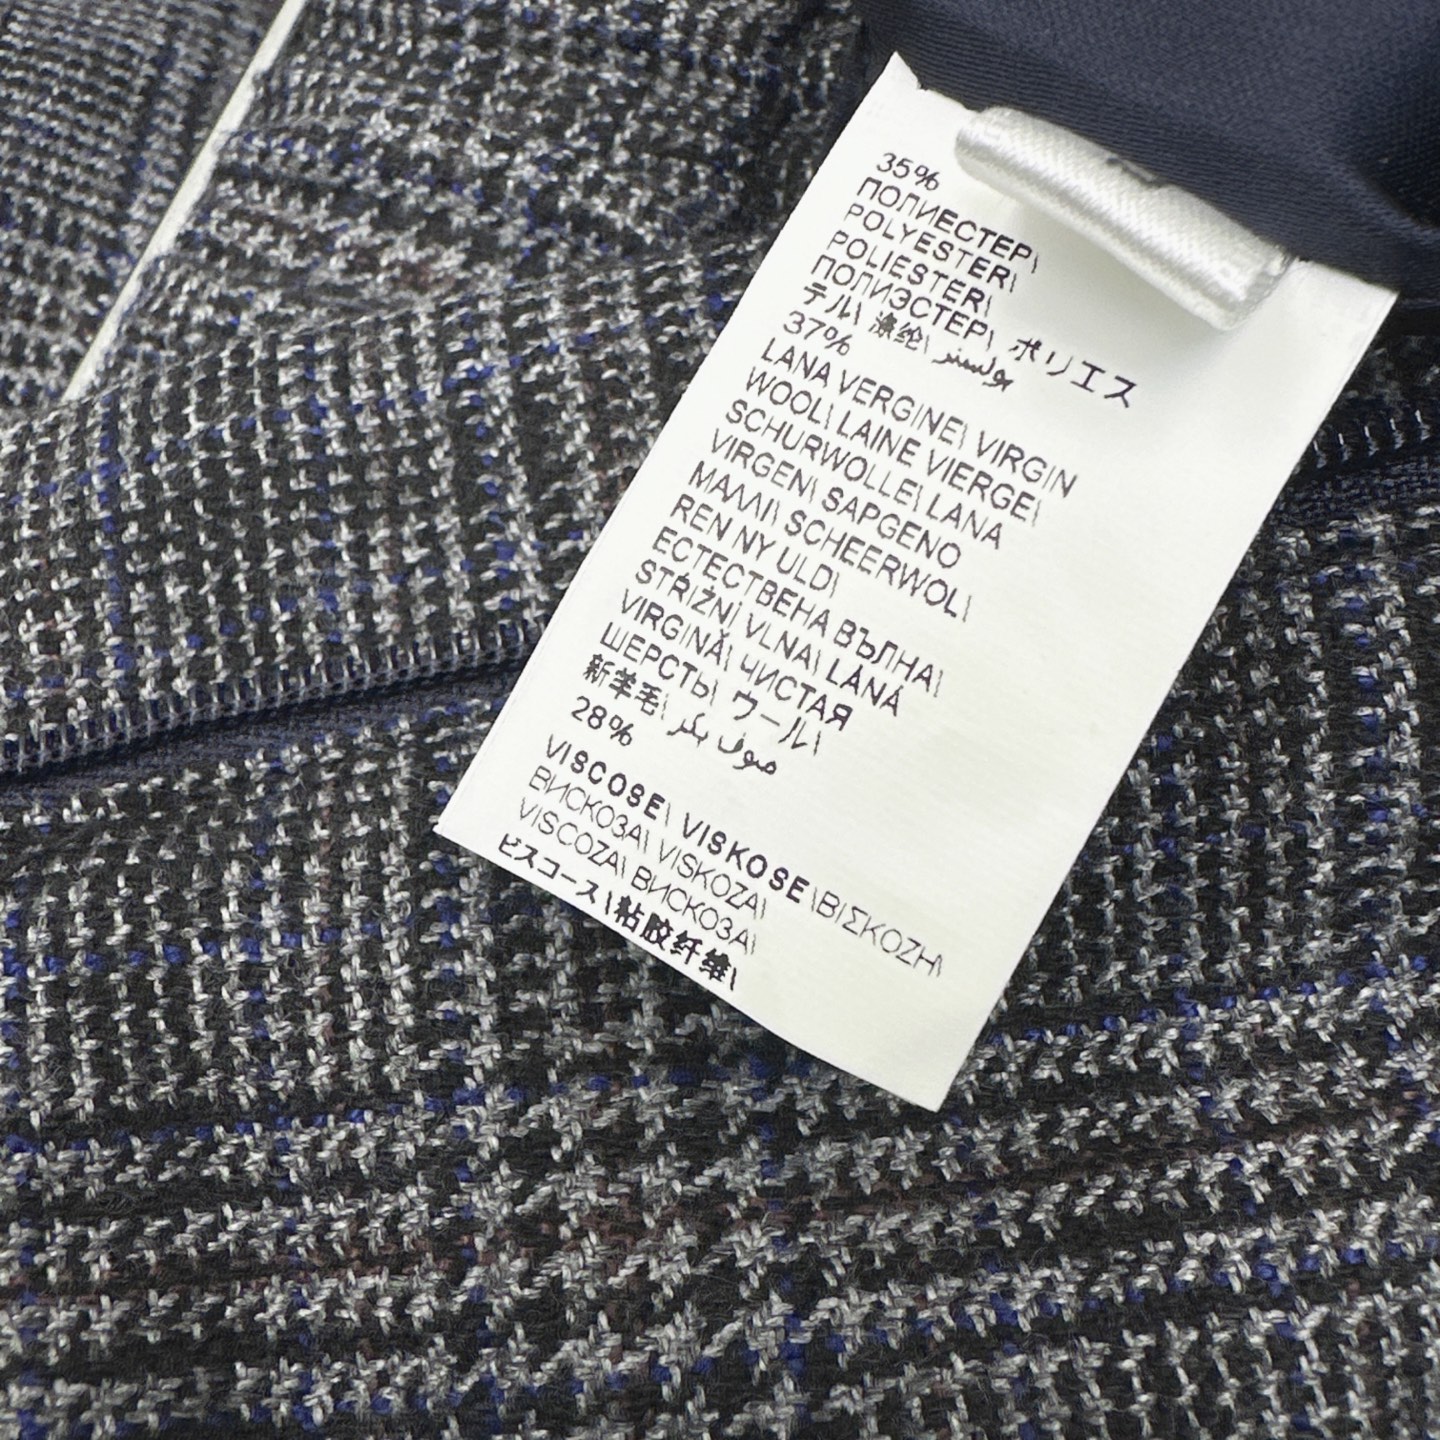 35%
ПОЛИЕСТЕР\
POLYESTER\
POLIESTER\
ПОЛИЭСТЕР\ ポリエス
テル\ 涤纶\ بوليستر
37%
LANA VERGINE\ VIRGIN
WOOL\ LAINE VIERGE\
SCHURWOLLE\ LANA
VIRGEN\ ΠΑΡΘΕΝΟ
ΜΑΛΛΙ\ SCHEERWOL\
REN NY ULD\
ЕСТЕСТВЕНА ВЪЛНА\
STŘIŽNÍ VLNA\ LÂNĂ
VIRGINĂ\ ЧИСТАЯ
ШЕРСТЬ\ ウール\
新羊毛\ صوف بكر
28%
VISCOSE\ VISKOSE\ΒΙΣΚΟΖΗ\
ВИСКОЗА\ VISKOZA\
VISCOZA\ ВИСКОЗА\
ビスコース\粘胶纤维\